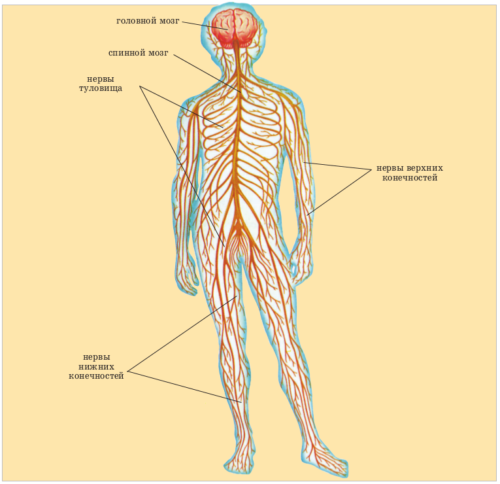 головной мозг
спинной мозг
нервы
туловища
нервы верхних
конечностей
нервы
нижних
конечностей